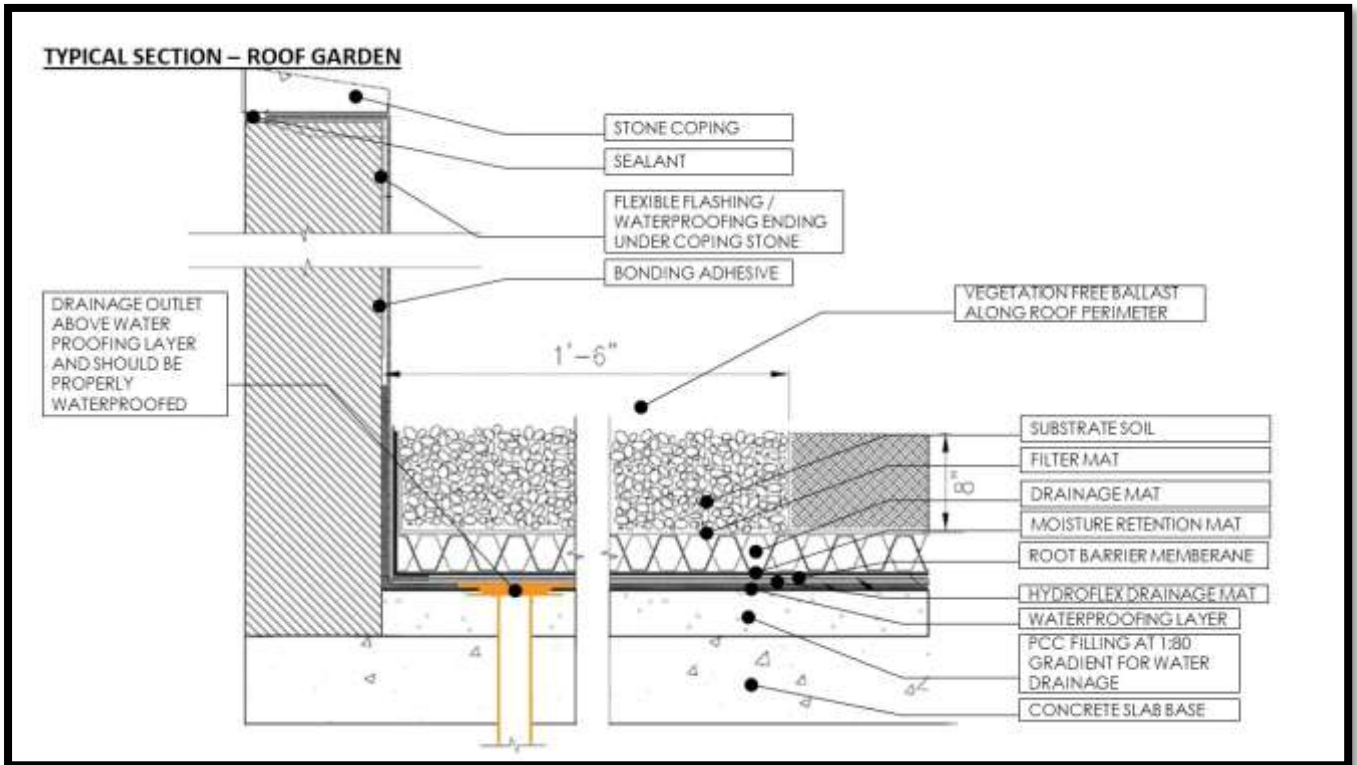 TYPICAL SECTION – ROOF GARDEN
STONE COPING
SEALANT
FLEXIBLE FLASHING /
WATERPROOFING ENDING
UNDER COPING STONE
BONDING ADHESIVE
DRAINAGE OUTLET
ABOVE WATER
PROOFING LAYER
AND SHOULD BE
PROPERLY
WATERPROOFED
VEGETATION FREE BALLAST
ALONG ROOF PERIMETER
1'-6"
SUBSTRATE SOIL
FILTER MAT
8"
DRAINAGE MAT
MOISTURE RETENTION MAT
ROOT BARRIER MEMBERANE
HYDROFLEX DRAINAGE MAT
WATERPROOFING LAYER
PCC FILLING AT 1:80
GRADIENT FOR WATER
DRAINAGE
CONCRETE SLAB BASE